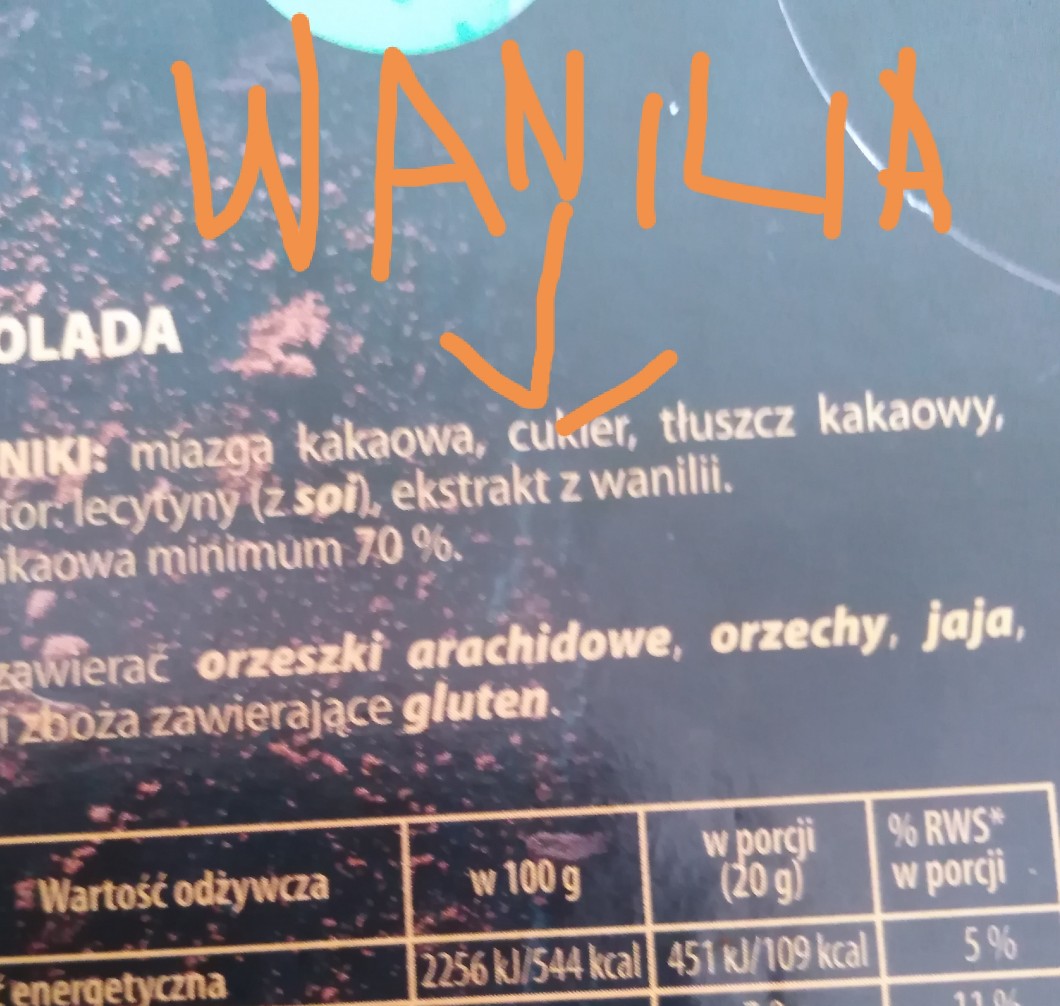 WANILIA
OLADA
NIKI: miazga kakaowa, cukier, tłuszcz kakaowy,
tor: lecytyny (z soi), ekstrakt z wanilii.
akaowa minimum 70 %.
zawierać orzeszki arachidowe, orzechy, jaja,
i zboża zawierające gluten.
Wartość odżywcza w 100 g w porcji (20 g) % RWS* w porcji
energetyczna 2256 kJ/544 kcal 451 kJ/109 kcal 5 %